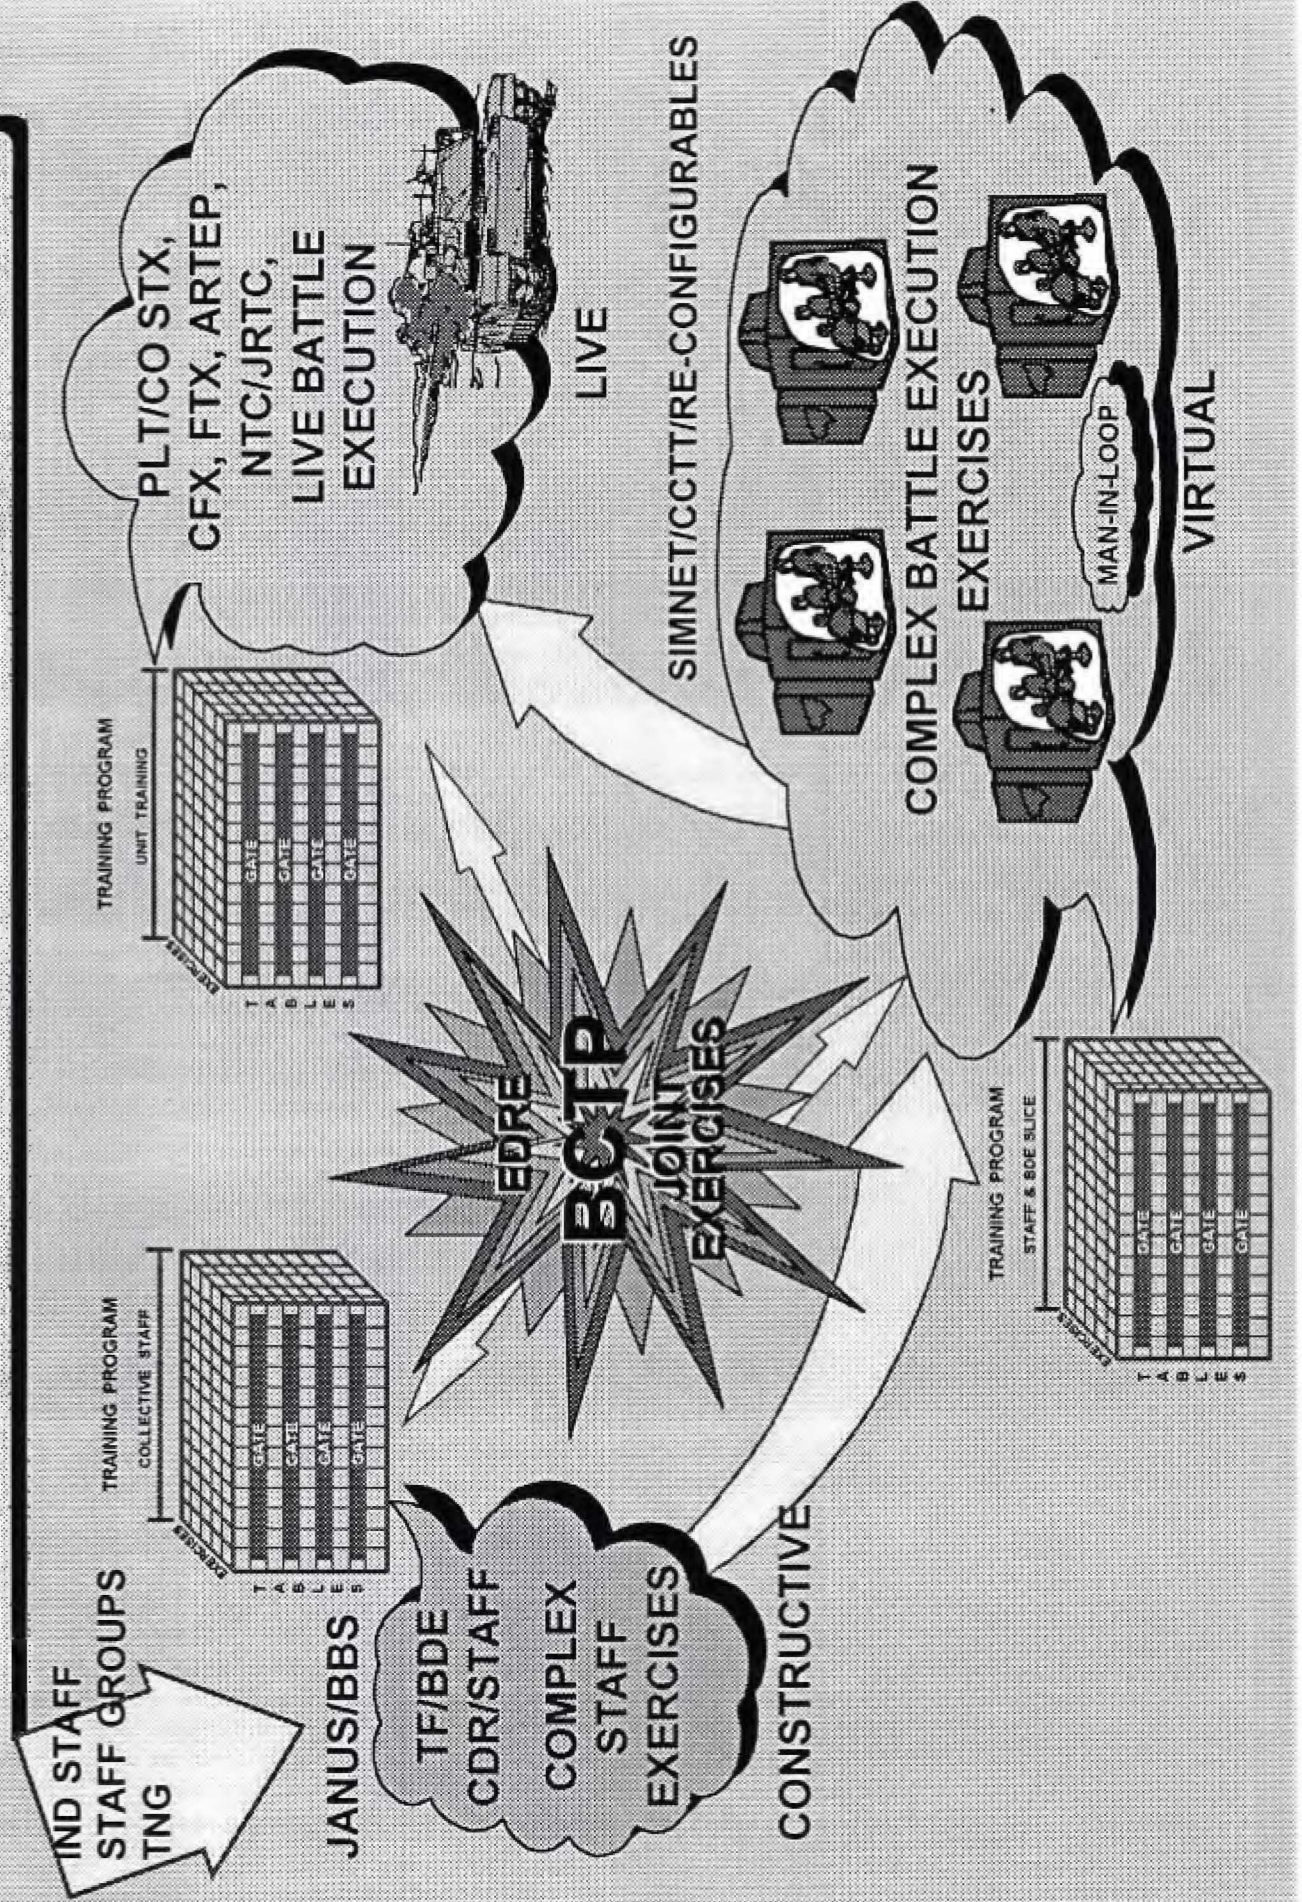 IND STAFF
STAFF GROUPS
TNG
JANUS/BBS
TF/BDE
CDR/STAFF
COMPLEX
STAFF
EXERCISES
CONSTRUCTIVE
TRAINING PROGRAM
COLLECTIVE STAFF
EXERCISES
T
A
B
L
E
S
GATE
GATE
GATE
GATE
EDRE
BCTP
JOINT
EXERCISES
TRAINING PROGRAM
UNIT TRAINING
EXERCISES
T
A
B
L
E
S
GATE
GATE
GATE
GATE
PLT/CO STX,
CFX, FTX, ARTEP,
NTC/JRTC,
LIVE BATTLE
EXECUTION
LIVE
SIMNET/CCTT/RE-CONFIGURABLES
COMPLEX BATTLE EXECUTION
EXERCISES
MAN-IN-LOOP
VIRTUAL
TRAINING PROGRAM
STAFF & BDE SLICE
EXERCISES
T
A
B
L
E
S
GATE
GATE
GATE
GATE